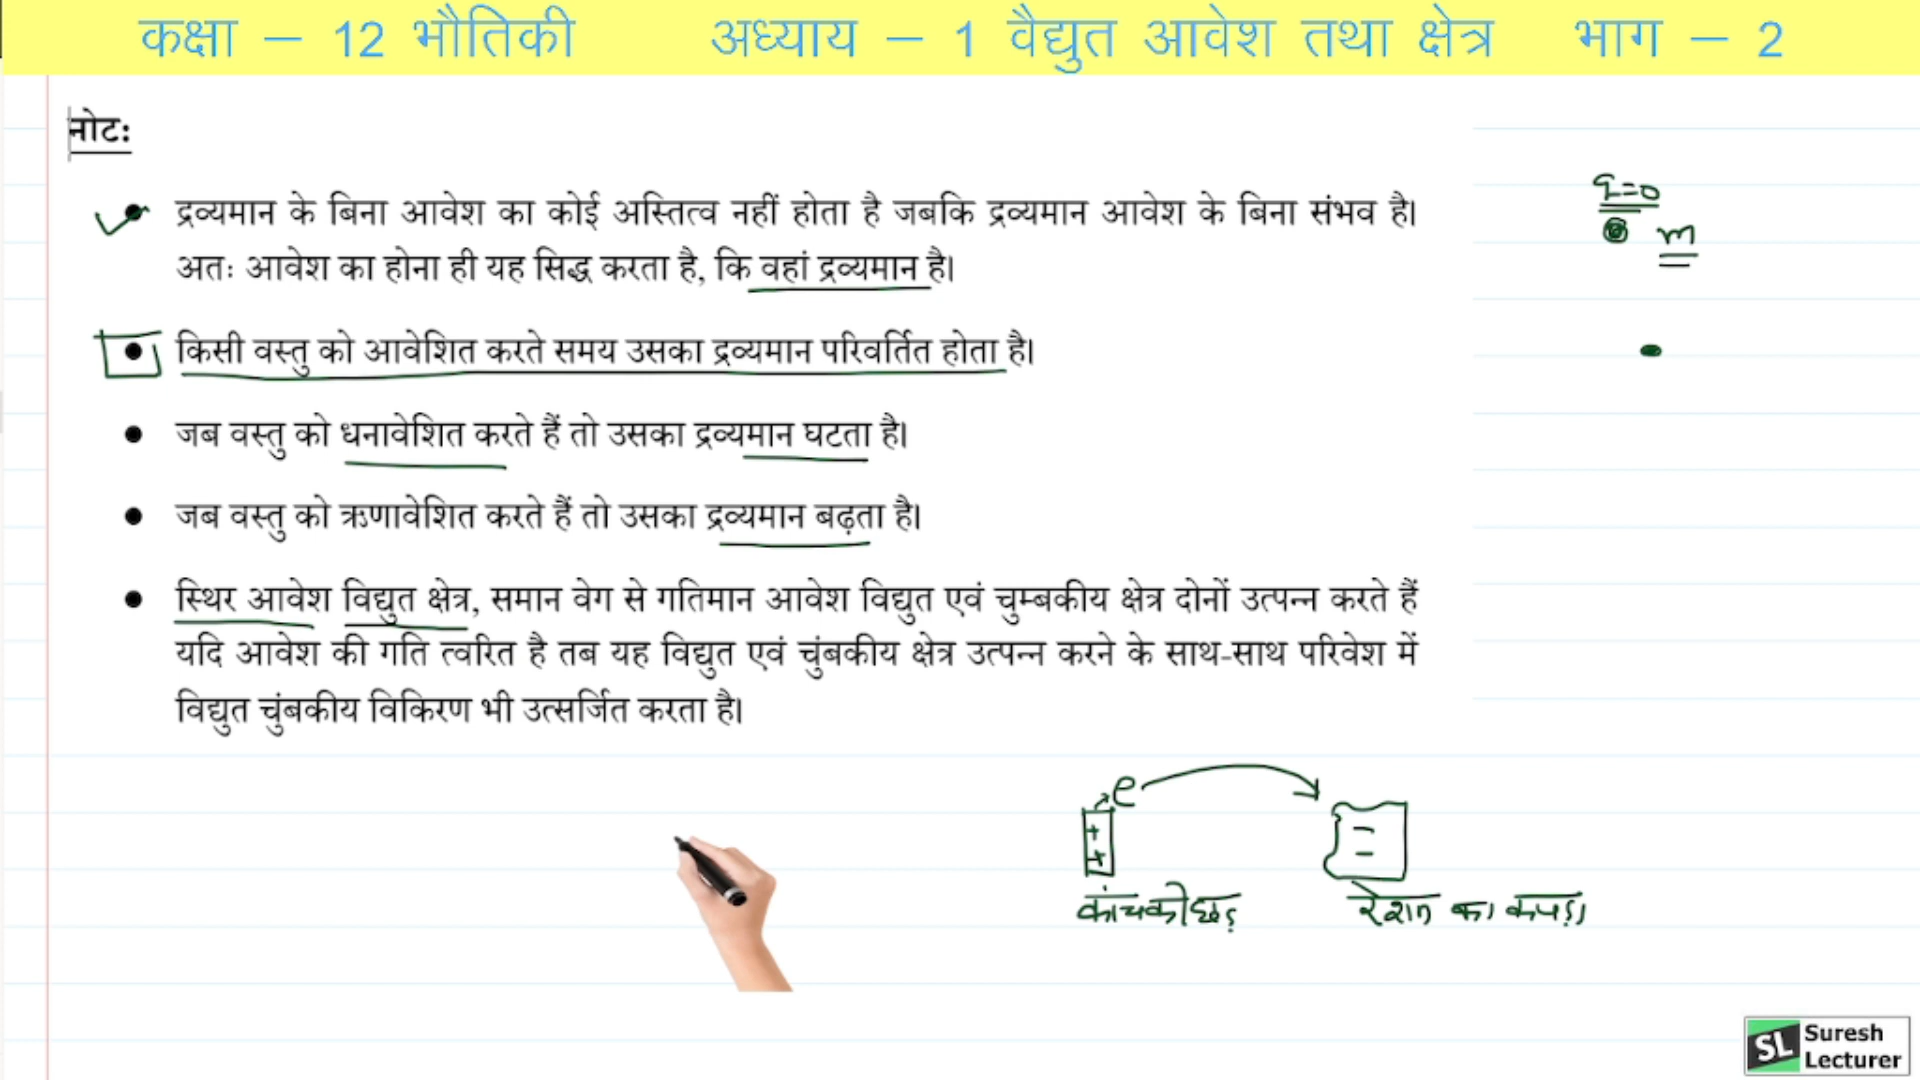 कक्षा – 12 भौतिकी अध्याय – 1 वैद्युत आवेश तथा क्षेत्र भाग – 2
नोटः
द्रव्यमान के बिना आवेश का कोई अस्तित्व नहीं होता है जबकि द्रव्यमान आवेश के बिना संभव है।
अतः आवेश का होना ही यह सिद्ध करता है, कि वहां द्रव्यमान है।
q=0
m
किसी वस्तु को आवेशित करते समय उसका द्रव्यमान परिवर्तित होता है।
जब वस्तु को धनावेशित करते हैं तो उसका द्रव्यमान घटता है।
जब वस्तु को ऋणावेशित करते हैं तो उसका द्रव्यमान बढ़ता है।
स्थिर आवेश विद्युत क्षेत्र, समान वेग से गतिमान आवेश विद्युत एवं चुम्बकीय क्षेत्र दोनों उत्पन्न करते हैं
यदि आवेश की गति त्वरित है तब यह विद्युत एवं चुंबकीय क्षेत्र उत्पन्न करने के साथ-साथ परिवेश में
विद्युत चुंबकीय विकिरण भी उत्सर्जित करता है।
e
+ +
– –
कांच की छड़ रेशम का कपड़ा
SL Suresh
Lecturer